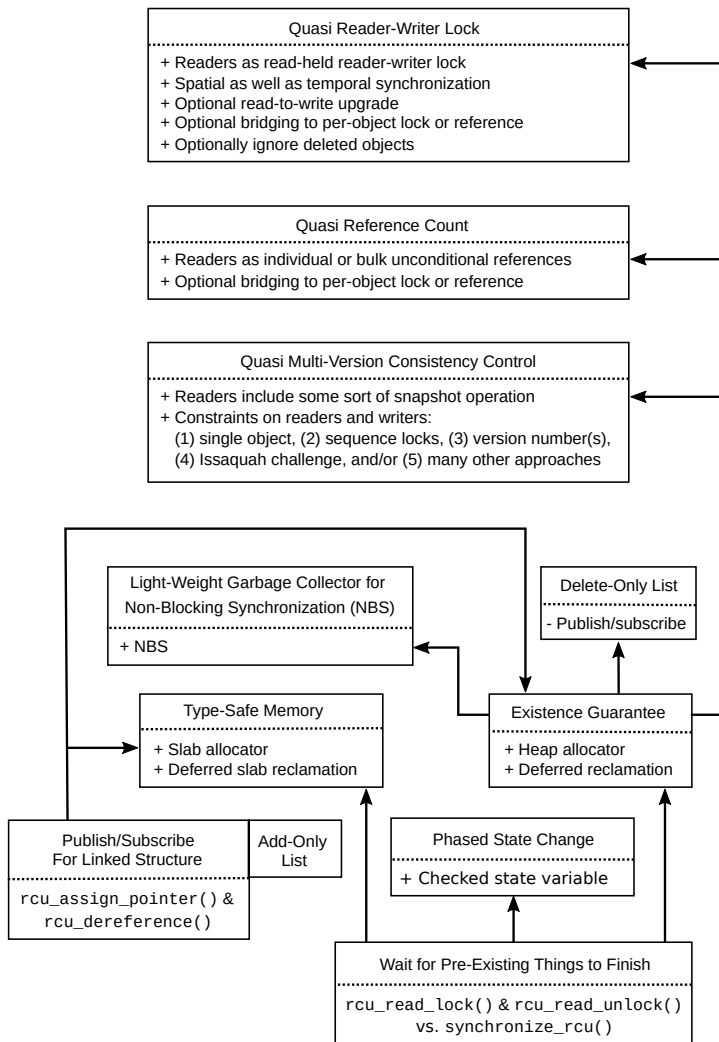 Quasi Reader-Writer Lock
+ Readers as read-held reader-writer lock
+ Spatial as well as temporal synchronization
+ Optional read-to-write upgrade
+ Optional bridging to per-object lock or reference
+ Optionally ignore deleted objects
Quasi Reference Count
+ Readers as individual or bulk unconditional references
+ Optional bridging to per-object lock or reference
Quasi Multi-Version Consistency Control
+ Readers include some sort of snapshot operation
+ Constraints on readers and writers:
(1) single object, (2) sequence locks, (3) version number(s),
(4) Issaquah challenge, and/or (5) many other approaches
Light-Weight Garbage Collector for
Non-Blocking Synchronization (NBS)
+ NBS
Delete-Only List
- Publish/subscribe
Type-Safe Memory
+ Slab allocator
+ Deferred slab reclamation
Existence Guarantee
+ Heap allocator
+ Deferred reclamation
Publish/Subscribe
For Linked Structure
rcu_assign_pointer() &
rcu_dereference()
Add-Only
List
Phased State Change
+ Checked state variable
Wait for Pre-Existing Things to Finish
rcu_read_lock() & rcu_read_unlock()
vs. synchronize_rcu()